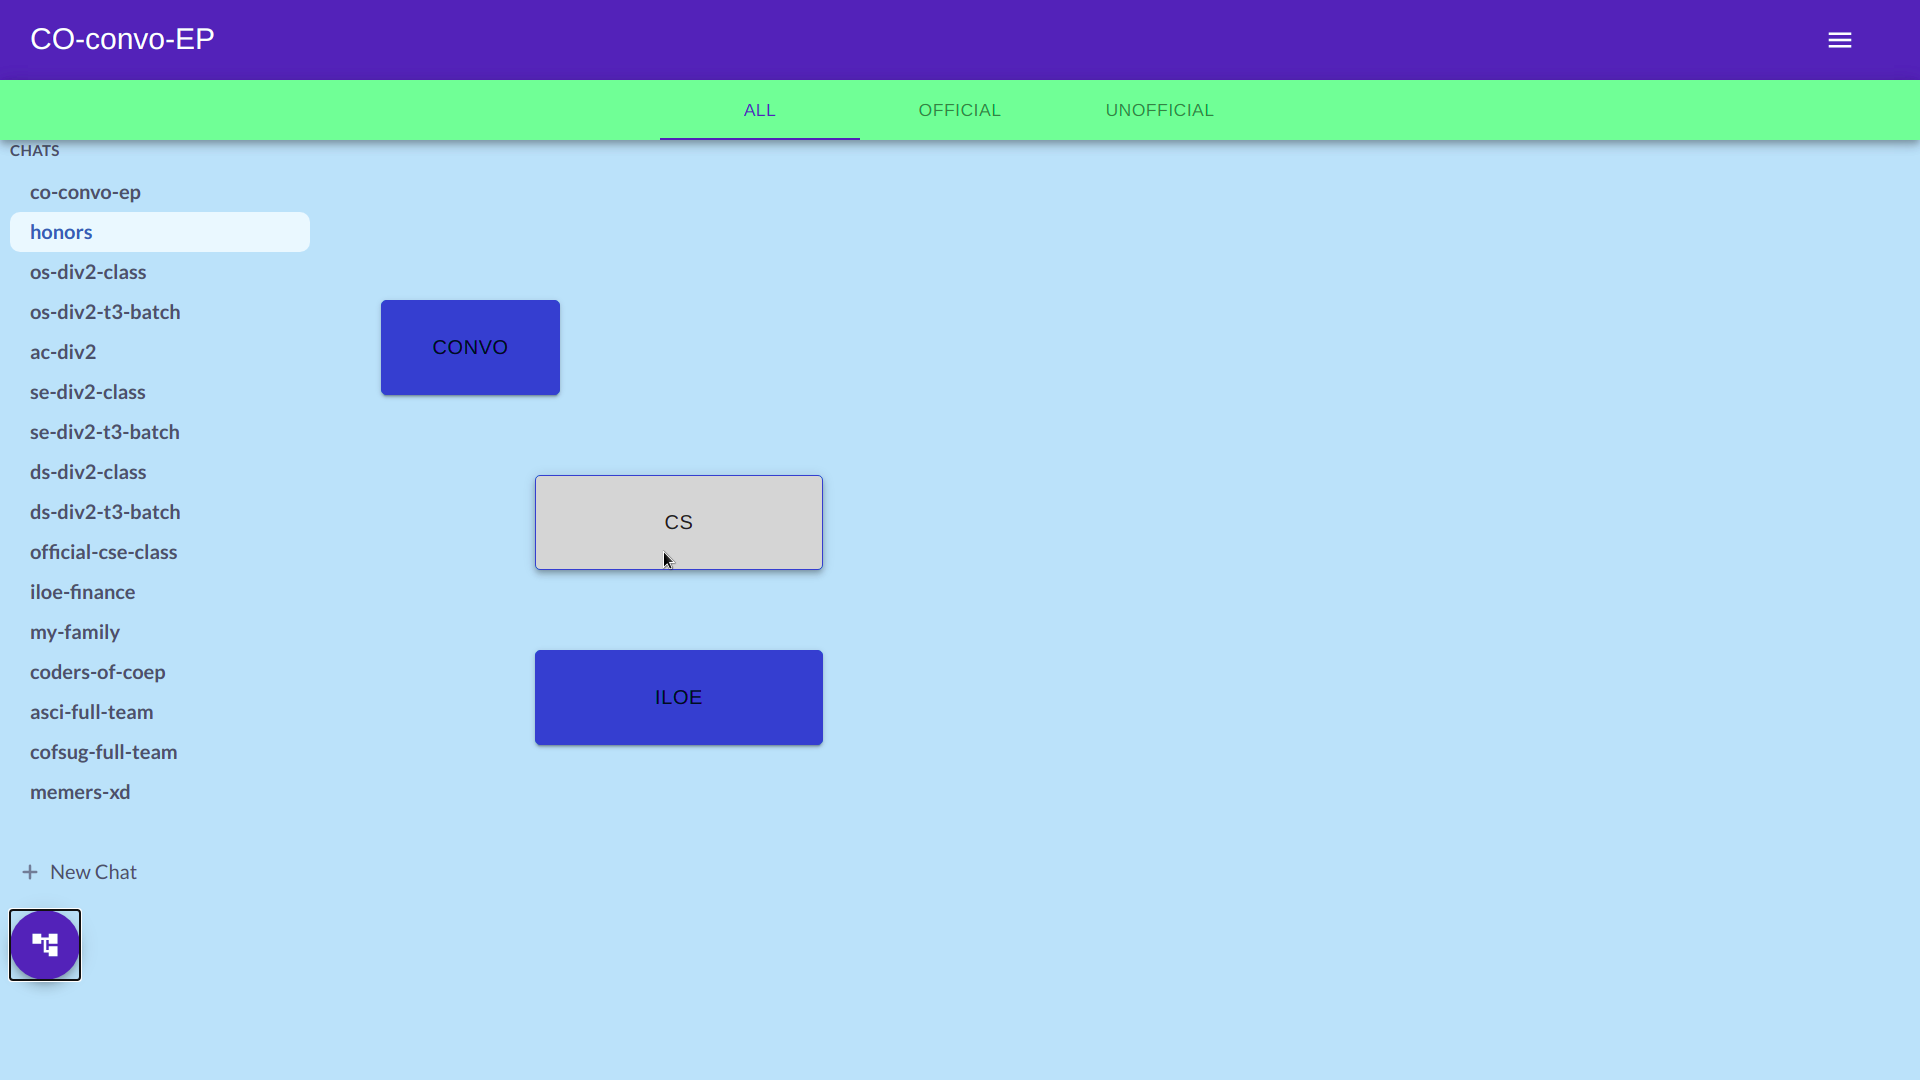 CO-convo-EP
ALL OFFICIAL UNOFFICIAL
CHATS
co-convo-ep
honors
os-div2-class
os-div2-t3-batch
ac-div2
se-div2-class
se-div2-t3-batch
ds-div2-class
ds-div2-t3-batch
official-cse-class
iloe-finance
my-family
coders-of-coep
asci-full-team
cofsug-full-team
memers-xd
New Chat
CONVO
CS
ILOE